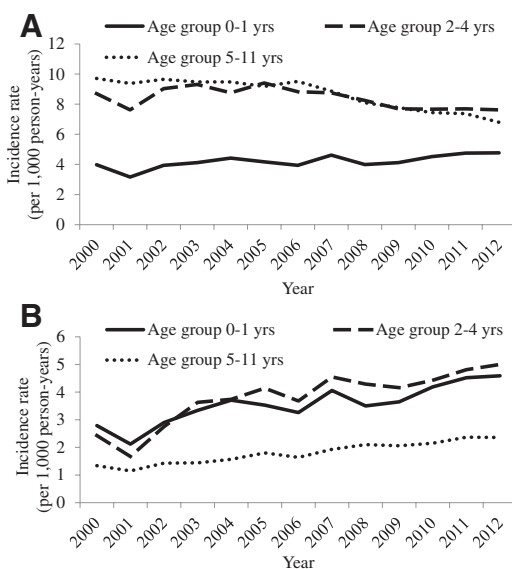 A
Age group 0-1 yrs
Age group 2-4 yrs
Age group 5-11 yrs
Incidence rate
(per 1,000 person-years)
12
10
8
6
4
2
0
2000
2001
2002
2003
2004
2005
2006
2007
2008
2009
2010
2011
2012
Year
B
Age group 0-1 yrs
Age group 2-4 yrs
Age group 5-11 yrs
Incidence rate
(per 1,000 person-years)
6
5
4
3
2
1
0
2000
2001
2002
2003
2004
2005
2006
2007
2008
2009
2010
2011
2012
Year